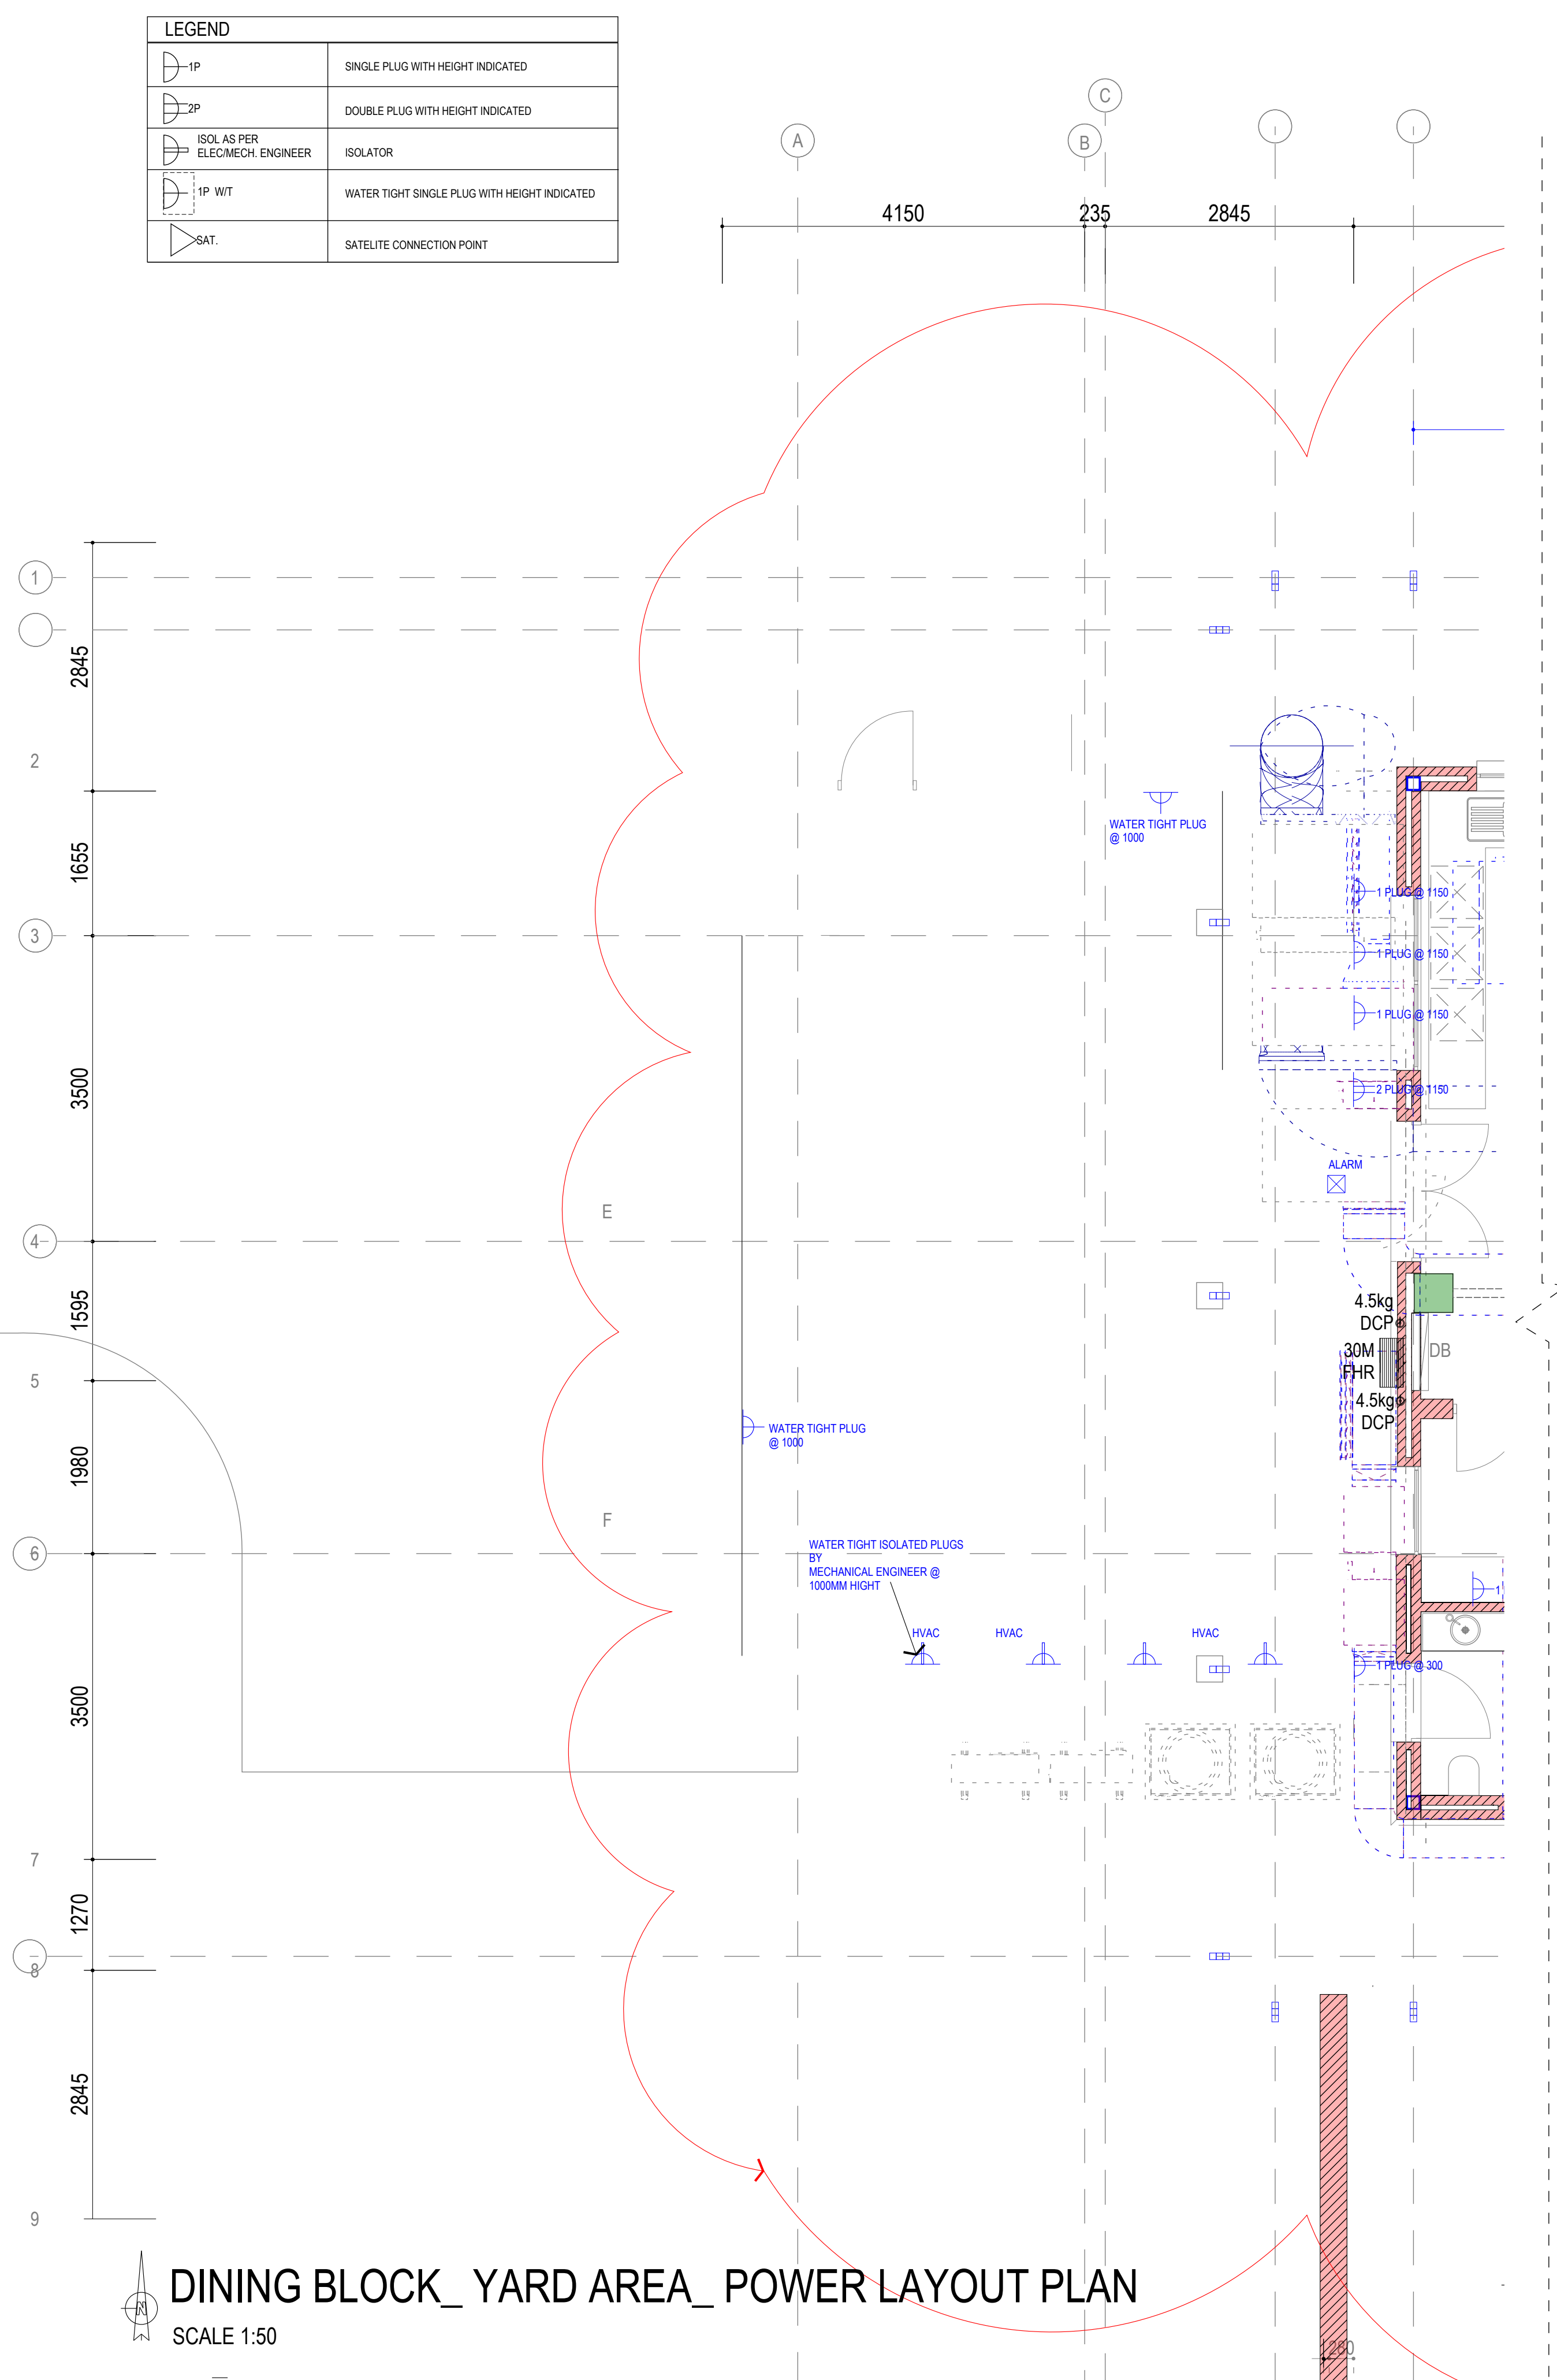 LEGEND
1P
SINGLE PLUG WITH HEIGHT INDICATED
2P
DOUBLE PLUG WITH HEIGHT INDICATED
ISOL AS PER
ELEC/MECH. ENGINEER
ISOLATOR
1P W/T
WATER TIGHT SINGLE PLUG WITH HEIGHT INDICATED
SAT.
SATELITE CONNECTION POINT
C
A
B
4150
235
2845
1
2845
2
WATER TIGHT PLUG
@ 1000
1655
1 PLUG @ 1150
3
1 PLUG @ 1150
1 PLUG @ 1150
3500
2 PLUG @ 1150
ALARM
E
4
1595
4.5kg
DCP
30M
FHR
DB
5
4.5kg
DCP
WATER TIGHT PLUG
@ 1000
1980
F
6
WATER TIGHT ISOLATED PLUGS
BY
MECHANICAL ENGINEER @
1000MM HIGHT
1
HVAC
HVAC
HVAC
1 PLUG @ 300
3500
7
1270
8
2845
9
N
DINING BLOCK_ YARD AREA_ POWER LAYOUT PLAN
SCALE 1:50
280